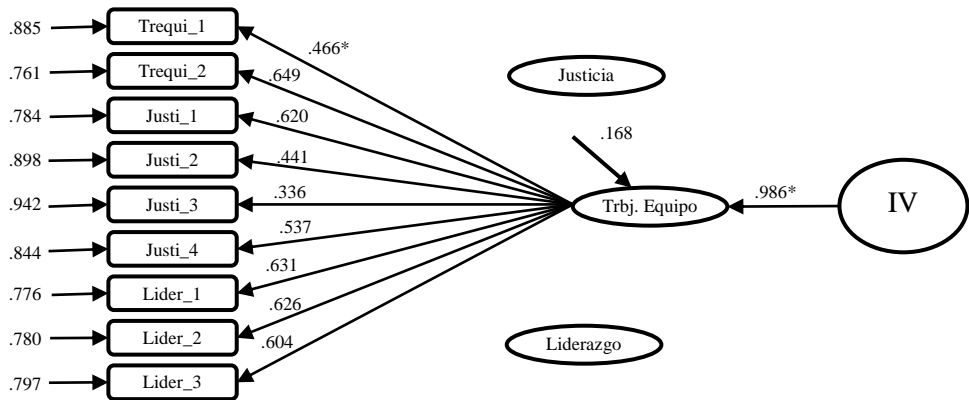 .885
Trequi_1
.466*
.761
Trequi_2
.649
Justicia
.784
Justi_1
.620
.168
.898
Justi_2
.441
.942
Justi_3
.336
Trbj. Equipo
.986*
IV
.844
Justi_4
.537
.776
Lider_1
.631
.780
Lider_2
.626
Liderazgo
.797
Lider_3
.604